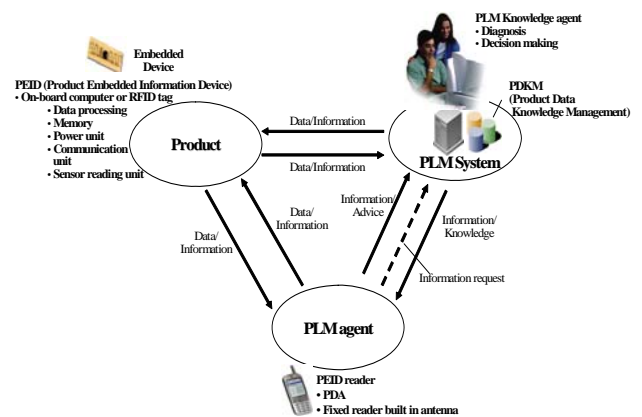 PLM Knowledge agent
• Diagnosis
• Decision making
Embedded
Device
PEID (Product Embedded Information Device)
• On-board computer or RFID tag
• Data processing
• Memory
• Power unit
• Communication
unit
• Sensor reading unit
PDKM
(Product Data
Knowledge Management)
Data/Information
Product
Data/Information
PLM System
Data/
Information
Data/
Information
Information/
Advice
Information/
Knowledge
Information request
PLM agent
PEID reader
• PDA
• Fixed reader built in antenna